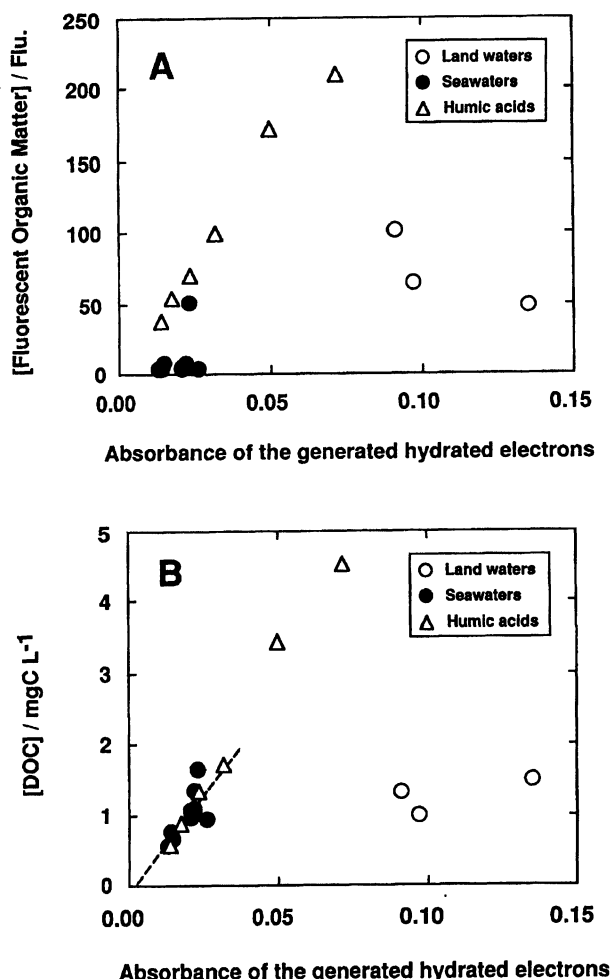 [Fluorescent Organic Matter] / Flu.
250
200
150
100
50
0
A
Land waters
Seawaters
Humic acids
0.00 0.05 0.10 0.15
Absorbance of the generated hydrated electrons
[DOC] / mgC L-1
5
4
3
2
1
0
B
Land waters
Seawaters
Humic acids
0.00 0.05 0.10 0.15
Absorbance of the generated hydrated electrons